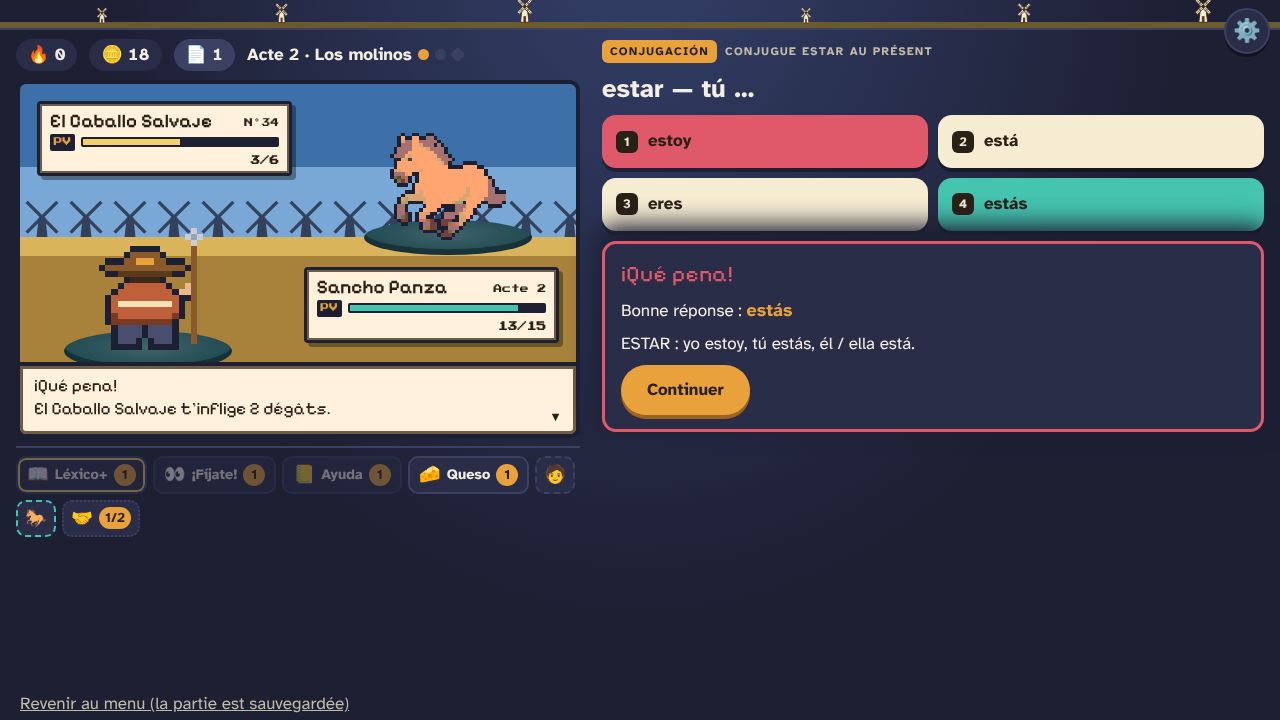 0
18
1
Acte 2 · Los molinos
El Caballo Salvaje N°34
PV
3/6
Sancho Panza Acte 2
PV
13/15
¡Qué pena!
El Caballo Salvaje t'inflige 2 dégâts.
Léxico+ 1
¡Fíjate! 1
Ayuda 1
Queso 1
1/2
Revenir au menu (la partie est sauvegardée)
CONJUGACIÓN CONJUGUE ESTAR AU PRÉSENT
estar — tú ...
1 estoy
2 está
3 eres
4 estás
¡Qué pena!
Bonne réponse : estás
ESTAR : yo estoy, tú estás, él / ella está.
Continuer